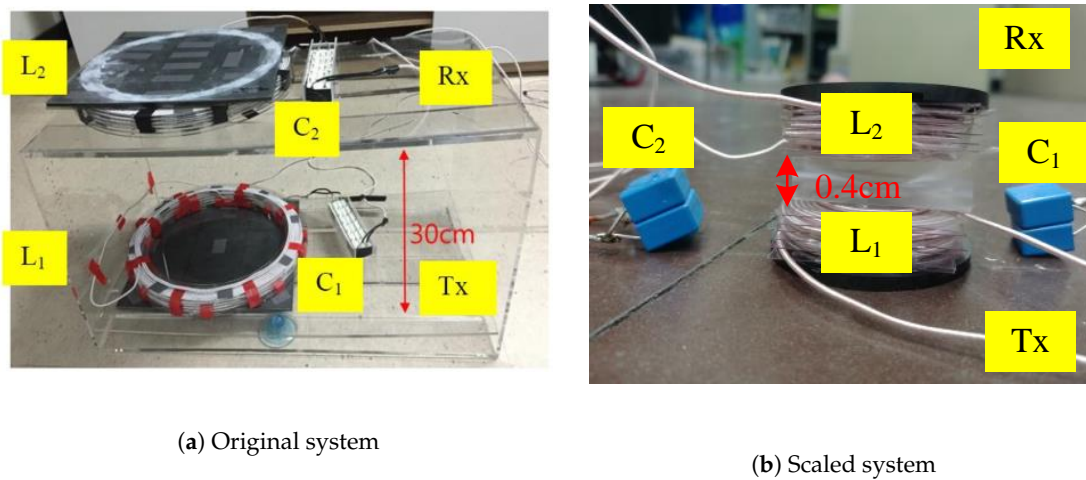 L₂
Rx
C₂
30cm
L₁
C₁
Tx
(a) Original system
Rx
C₂
L₂
C₁
0.4cm
L₁
Tx
(b) Scaled system